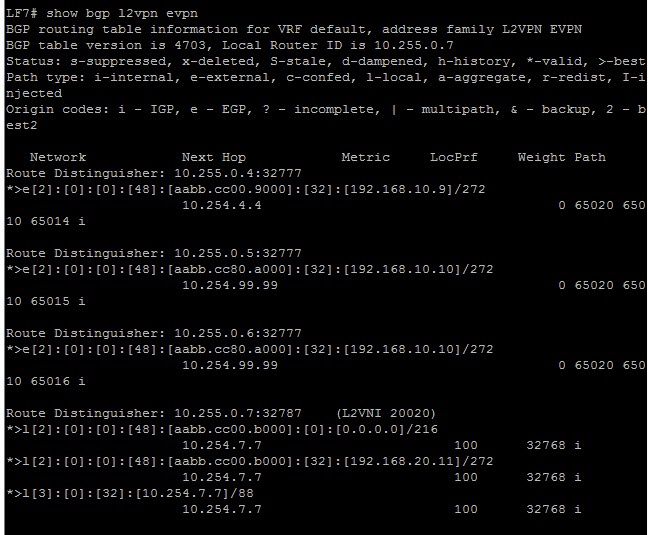 LF7# show bgp l2vpn evpn
BGP routing table information for VRF default, address family L2VPN EVPN
BGP table version is 4703, Local Router ID is 10.255.0.7
Status: s-suppressed, x-deleted, S-stale, d-dampened, h-history, *-valid, >-best
Path type: i-internal, e-external, c-confed, l-local, a-aggregate, r-redist, I-i
njected
Origin codes: i - IGP, e - EGP, ? - incomplete, | - multipath, & - backup, 2 - b
est2
Network Next Hop Metric LocPrf Weight Path
Route Distinguisher: 10.255.0.4:32777
*>e[2]:[0]:[0]:[48]:[aabb.cc00.9000]:[32]:[192.168.10.9]/272
10.254.4.4 0 65020 650
10 65014 i
Route Distinguisher: 10.255.0.5:32777
*>e[2]:[0]:[0]:[48]:[aabb.cc80.a000]:[32]:[192.168.10.10]/272
10.254.99.99 0 65020 650
10 65015 i
Route Distinguisher: 10.255.0.6:32777
*>e[2]:[0]:[0]:[48]:[aabb.cc80.a000]:[32]:[192.168.10.10]/272
10.254.99.99 0 65020 650
10 65016 i
Route Distinguisher: 10.255.0.7:32787 (L2VNI 20020)
*>l[2]:[0]:[0]:[48]:[aabb.cc00.b000]:[0]:[0.0.0.0]/216
10.254.7.7 100 32768 i
*>l[2]:[0]:[0]:[48]:[aabb.cc00.b000]:[32]:[192.168.20.11]/272
10.254.7.7 100 32768 i
*>l[3]:[0]:[32]:[10.254.7.7]/88
10.254.7.7 100 32768 i